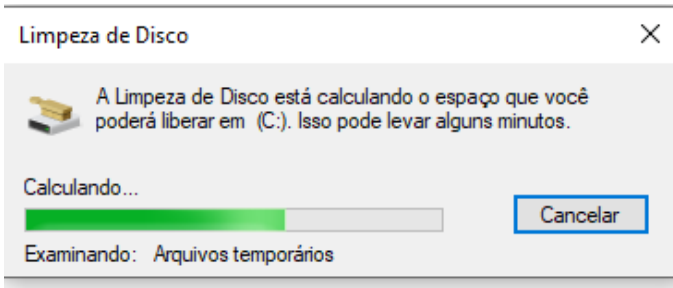 Limpeza de Disco
A Limpeza de Disco está calculando o espaço que você
poderá liberar em  (C:). Isso pode levar alguns minutos.
Calculando...
Cancelar
Examinando:   Arquivos temporários